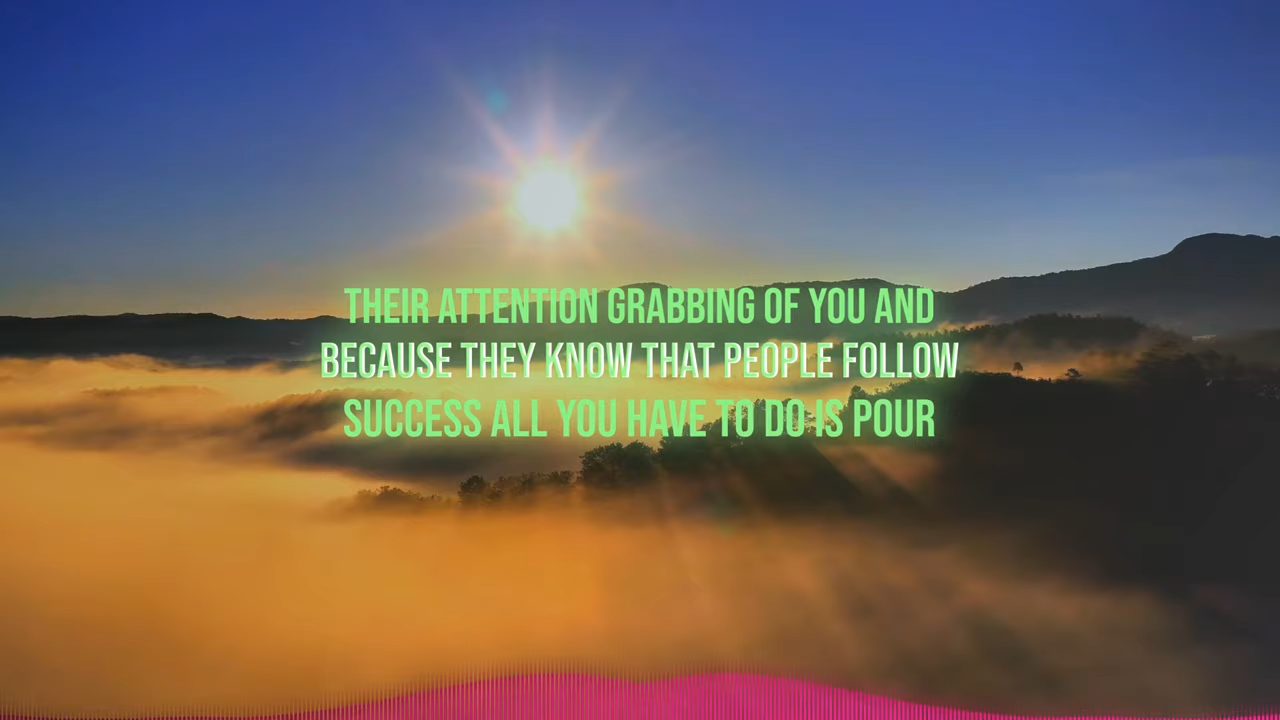 THEIR ATTENTION GRABBING OF YOU AND
BECAUSE THEY KNOW THAT PEOPLE FOLLOW
SUCCESS ALL YOU HAVE TO DO IS POUR